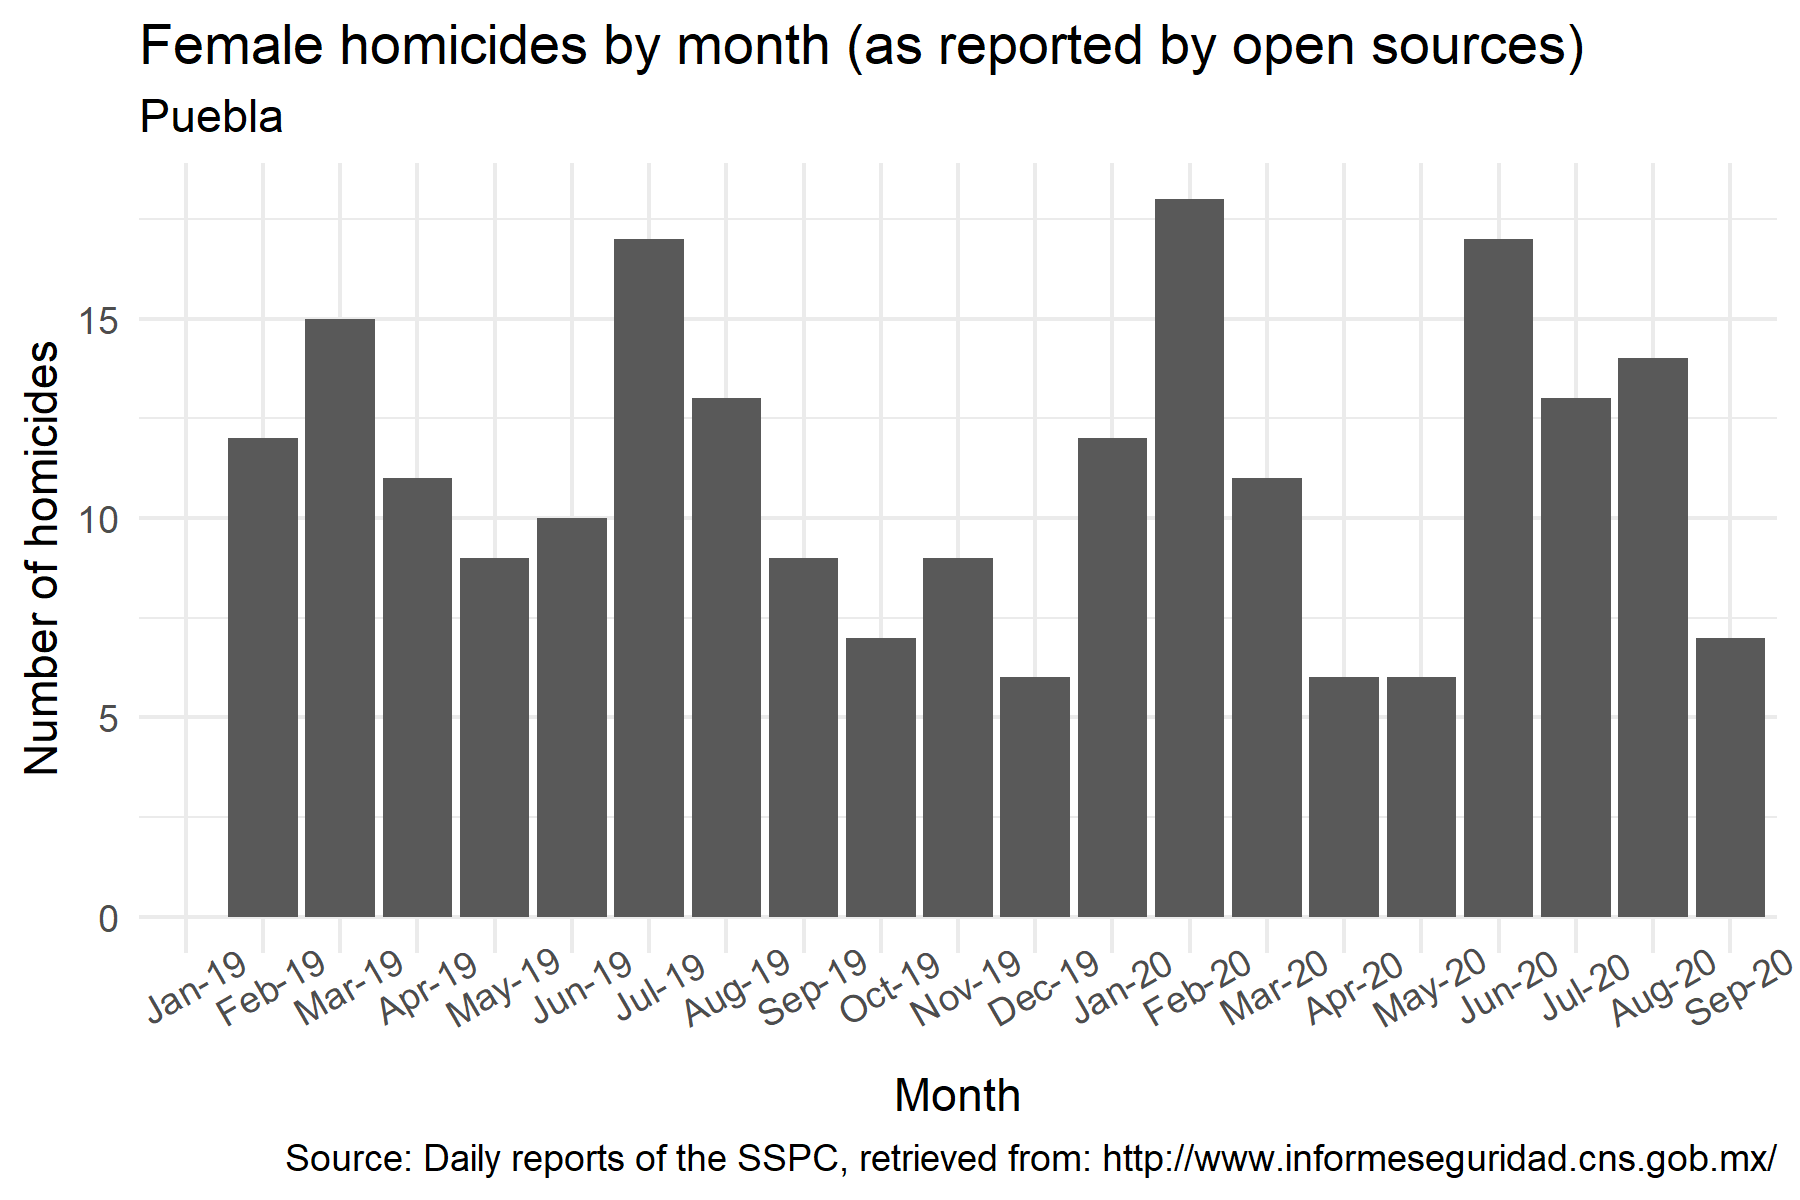 Female homicides by month (as reported by open sources)
Puebla
Number of homicides
15
10
5
0
Jan-19
Feb-19
Mar-19
Apr-19
May-19
Jun-19
Jul-19
Aug-19
Sep-19
Oct-19
Nov-19
Dec-19
Jan-20
Feb-20
Mar-20
Apr-20
May-20
Jun-20
Jul-20
Aug-20
Sep-20
Month
Source: Daily reports of the SSPC, retrieved from: http://www.informeseguridad.cns.gob.mx/